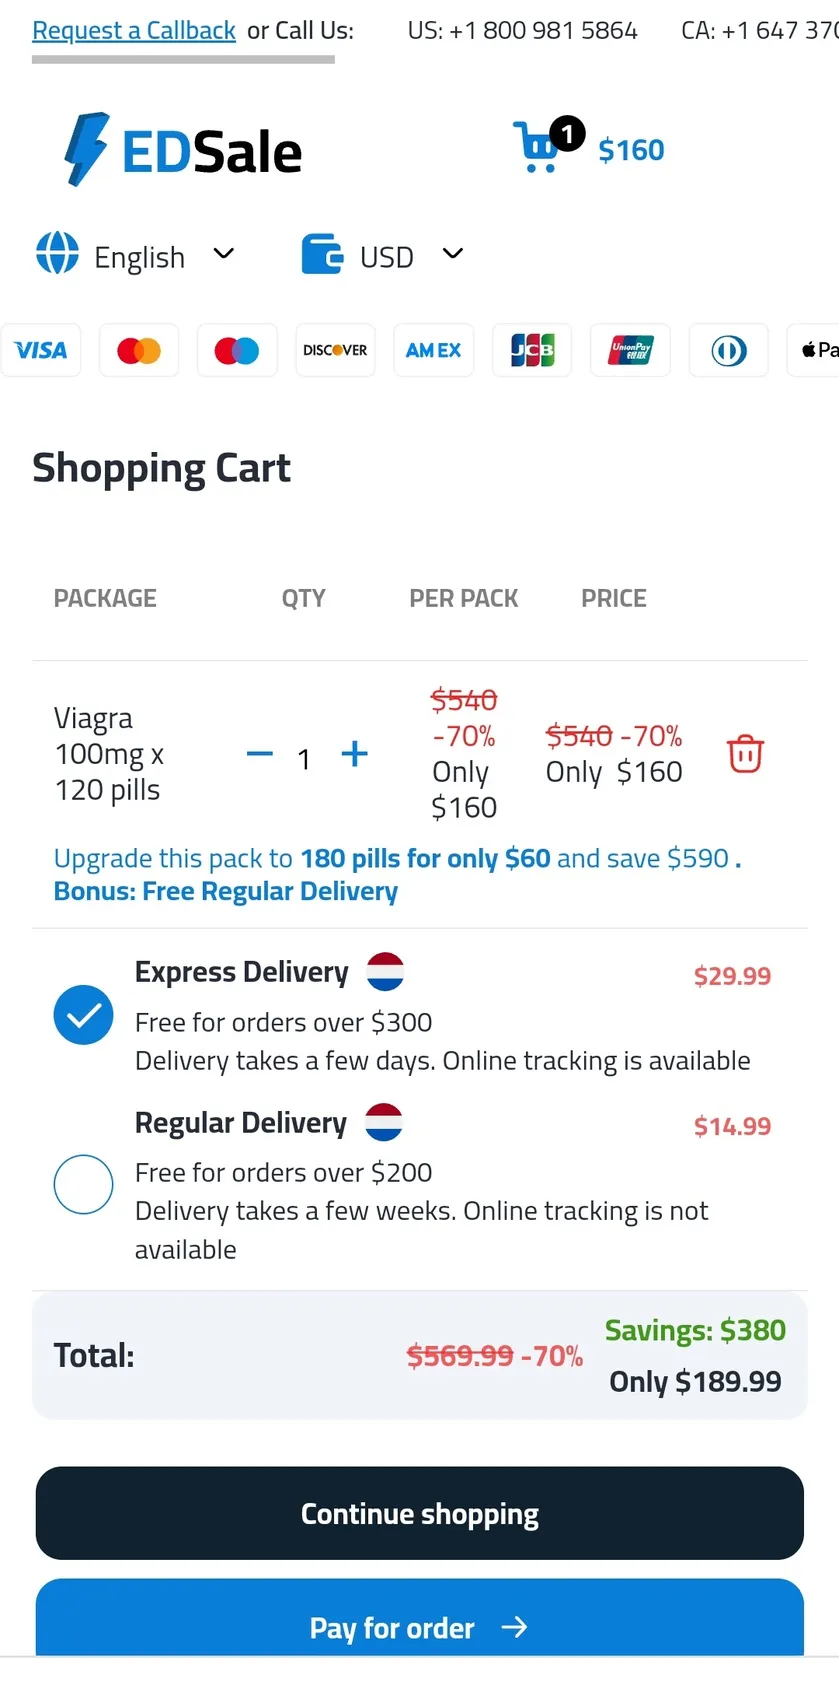 Request a Callback or Call Us: US: +1 800 981 5864 CA: +1 647 370
EDSale
1 $160
English USD
VISA DISCOVER AMEX JCB UnionPay 银联 Pa
Shopping Cart
PACKAGE QTY PER PACK PRICE
Viagra
100mg x
120 pills
1
$540
-70%
Only
$160
$540 -70%
Only $160
Upgrade this pack to 180 pills for only $60 and save $590 .
Bonus: Free Regular Delivery
Express Delivery $29.99
Free for orders over $300
Delivery takes a few days. Online tracking is available
Regular Delivery $14.99
Free for orders over $200
Delivery takes a few weeks. Online tracking is not
available
Total: $569.99 -70% Savings: $380
Only $189.99
Continue shopping
Pay for order →